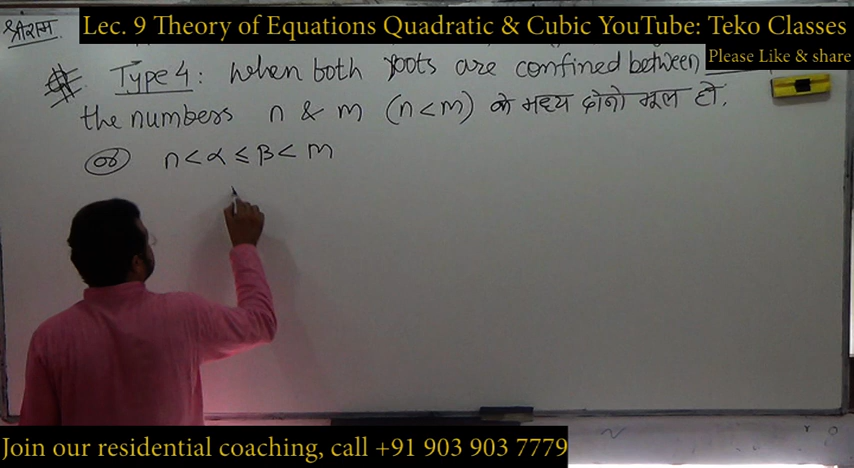 Lec. 9 Theory of Equations Quadratic & Cubic YouTube: Teko Classes
Please Like & share
श्रीराम
Type 4: When both roots are confined between
the numbers n & m (n < m) के मध्य दोनो मूल हो.
or n < α ≤ β < m
Join our residential coaching, call +91 903 903 7779